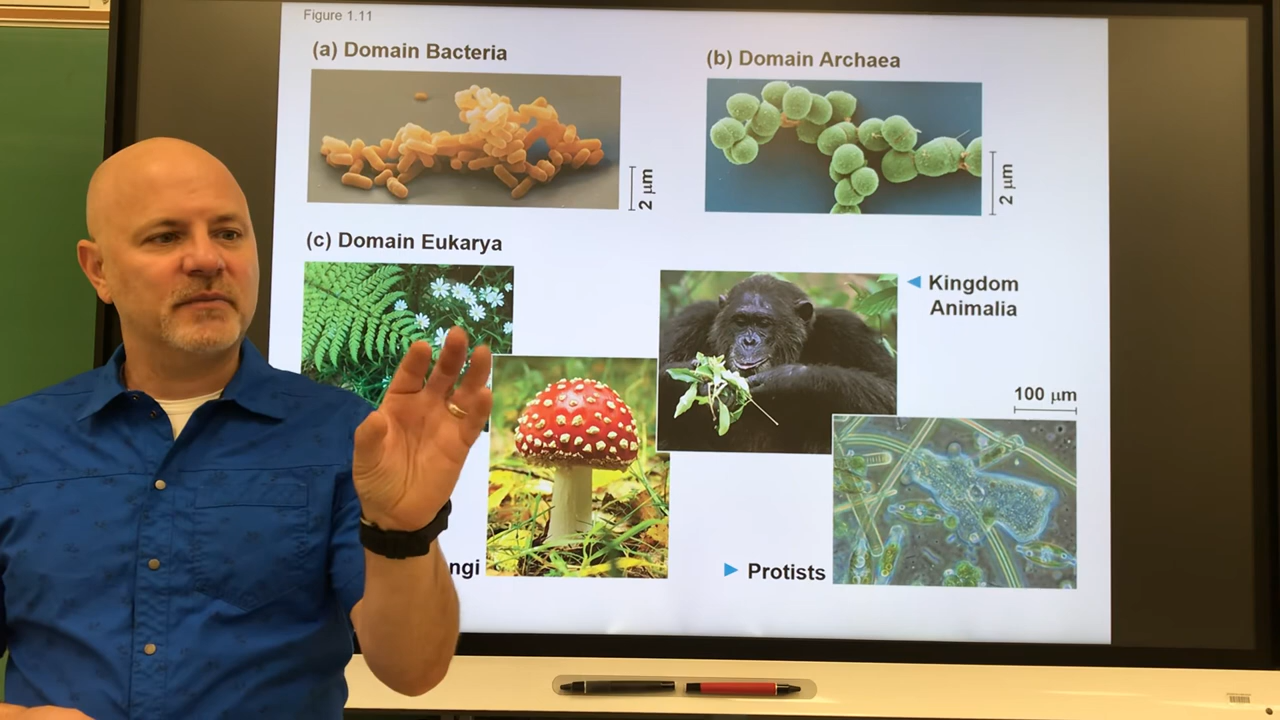 Figure 1.11
(a) Domain Bacteria
(b) Domain Archaea
2 μm
2 μm
(c) Domain Eukarya
Kingdom
Animalia
100 μm
ngi
Protists